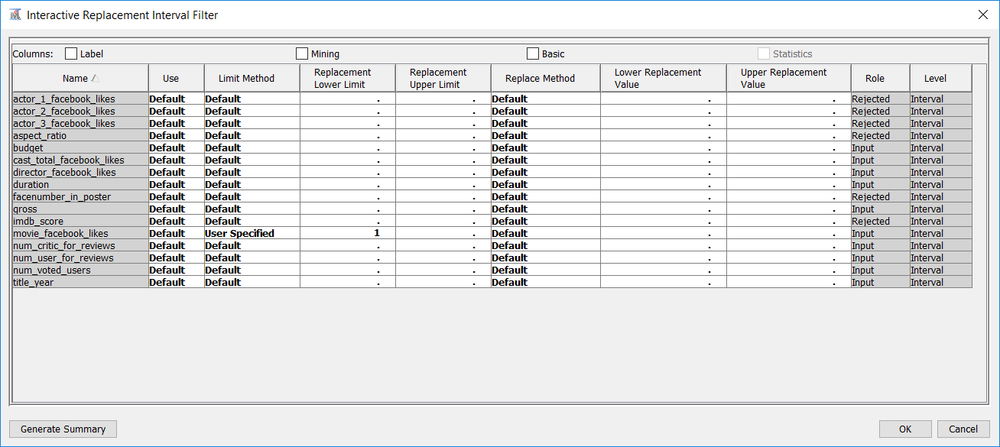 Interactive Replacement Interval Filter
Columns: Label Mining Basic Statistics
Name Use Limit Method Replacement Lower Limit Replacement Upper Limit Replace Method Lower Replacement Value Upper Replacement Value Role Level
actor_1_facebook_likes Default Default . . Default . . Rejected Interval
actor_2_facebook_likes Default Default . . Default . . Rejected Interval
actor_3_facebook_likes Default Default . . Default . . Rejected Interval
aspect_ratio Default Default . . Default . . Rejected Interval
budget Default Default . . Default . . Input Interval
cast_total_facebook_likes Default Default . . Default . . Input Interval
director_facebook_likes Default Default . . Default . . Input Interval
duration Default Default . . Default . . Input Interval
facenumber_in_poster Default Default . . Default . . Rejected Interval
gross Default Default . . Default . . Input Interval
imdb_score Default Default . . Default . . Rejected Interval
movie_facebook_likes Default User Specified 1 . Default . . Input Interval
num_critic_for_reviews Default Default . . Default . . Input Interval
num_user_for_reviews Default Default . . Default . . Input Interval
num_voted_users Default Default . . Default . . Input Interval
title_year Default Default . . Default . . Input Interval
Generate Summary OK Cancel